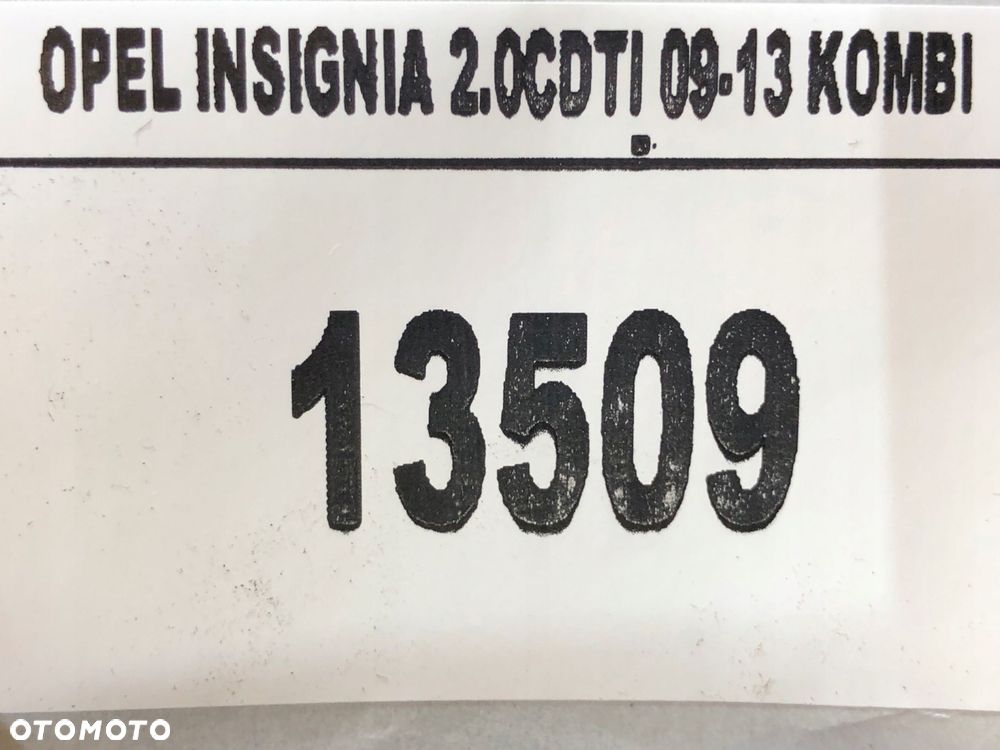 OPEL INSIGNIA 2.0CDTI 09-13 KOMBI
13509
OTOMOTO